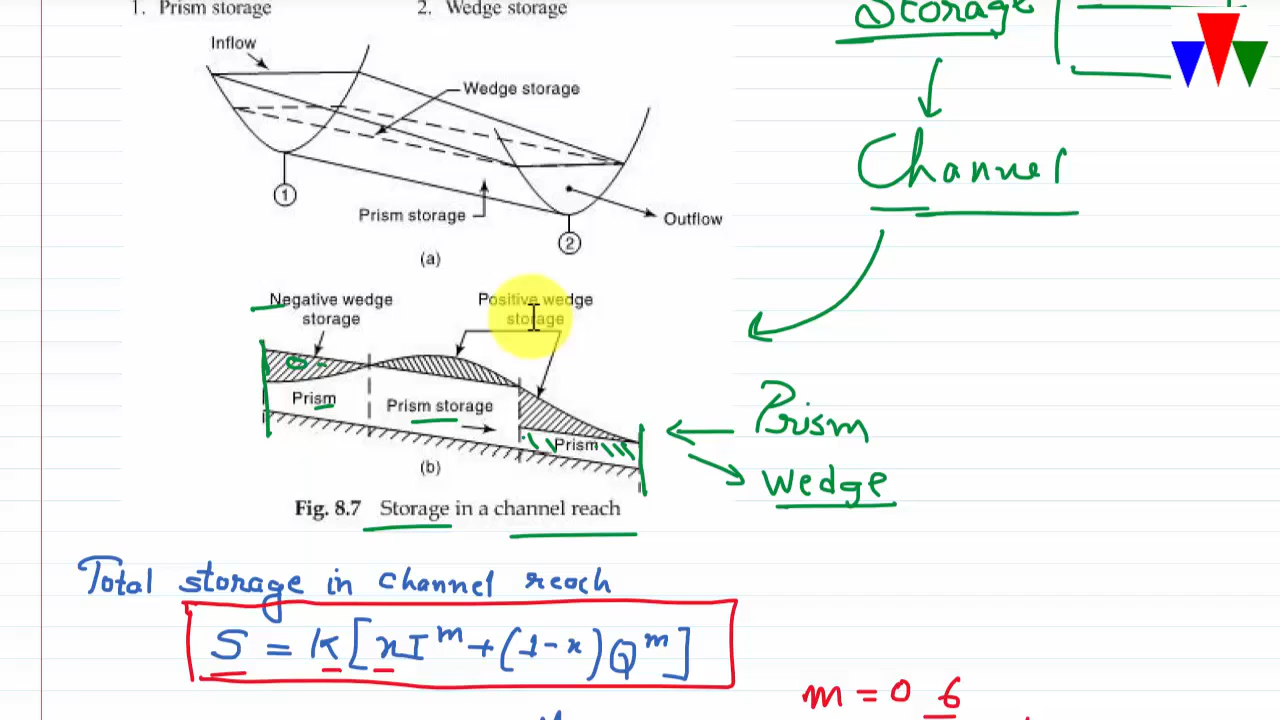 1. Prism storage 2. Wedge storage
Storage
Inflow
Wedge storage
Channel
1
Prism storage
Outflow
2
(a)
Negative wedge
storage
Positive wedge
storage
Prism
Prism storage
Prism
(b)
Prism
Wedge
Fig. 8.7 Storage in a channel reach
Total storage in channel reach
S = K[xI^m + (1-x)Q^m]
m = 0 6